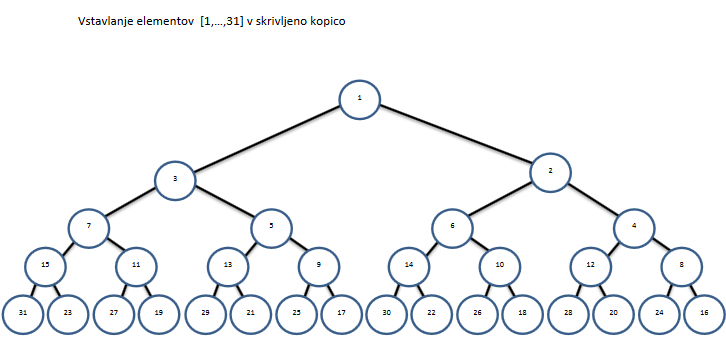 Vstavlanje elementov [1,...,31] v skrivljeno kopico
1
3 2
7 5 6 4
15 11 13 9 14 10 12 8
31 23 27 19 29 21 25 17 30 22 26 18 28 20 24 16